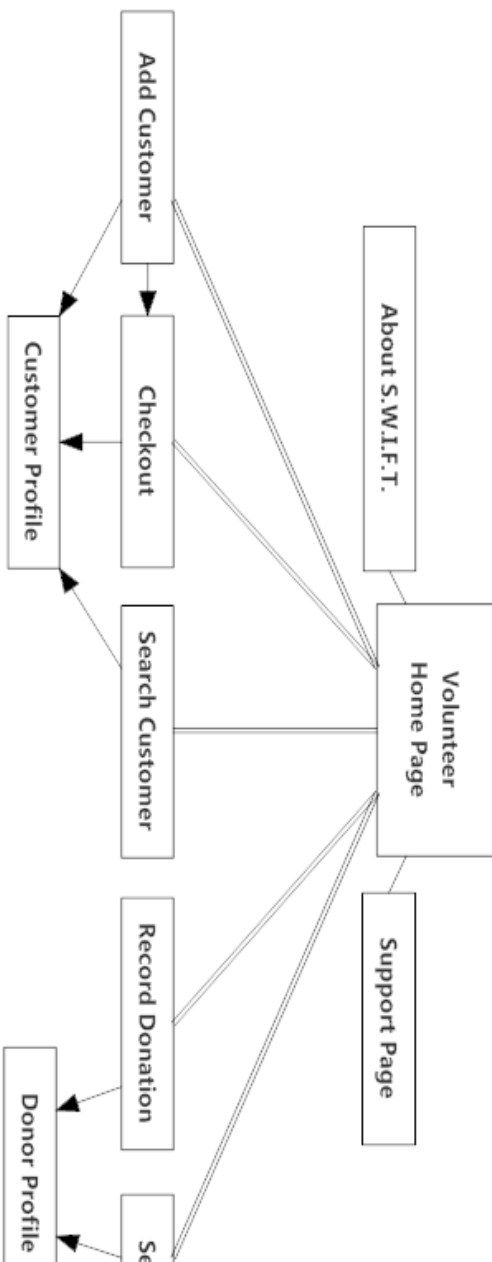 Volunteer
Home Page
About S.W.I.F.T.
Support Page
Add Customer
Checkout
Search Customer
Record Donation
Customer Profile
Donor Profile